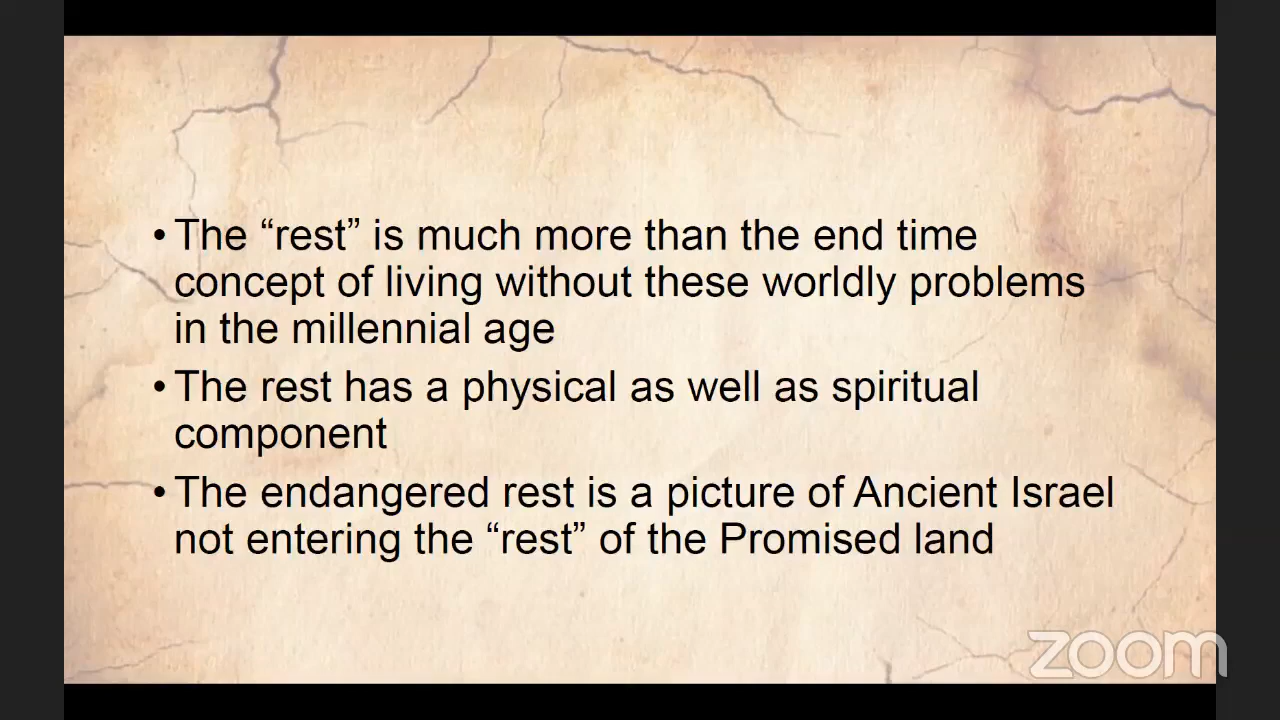 • The “rest” is much more than the end time
concept of living without these worldly problems
in the millennial age
• The rest has a physical as well as spiritual
component
• The endangered rest is a picture of Ancient Israel
not entering the “rest” of the Promised land
zoom